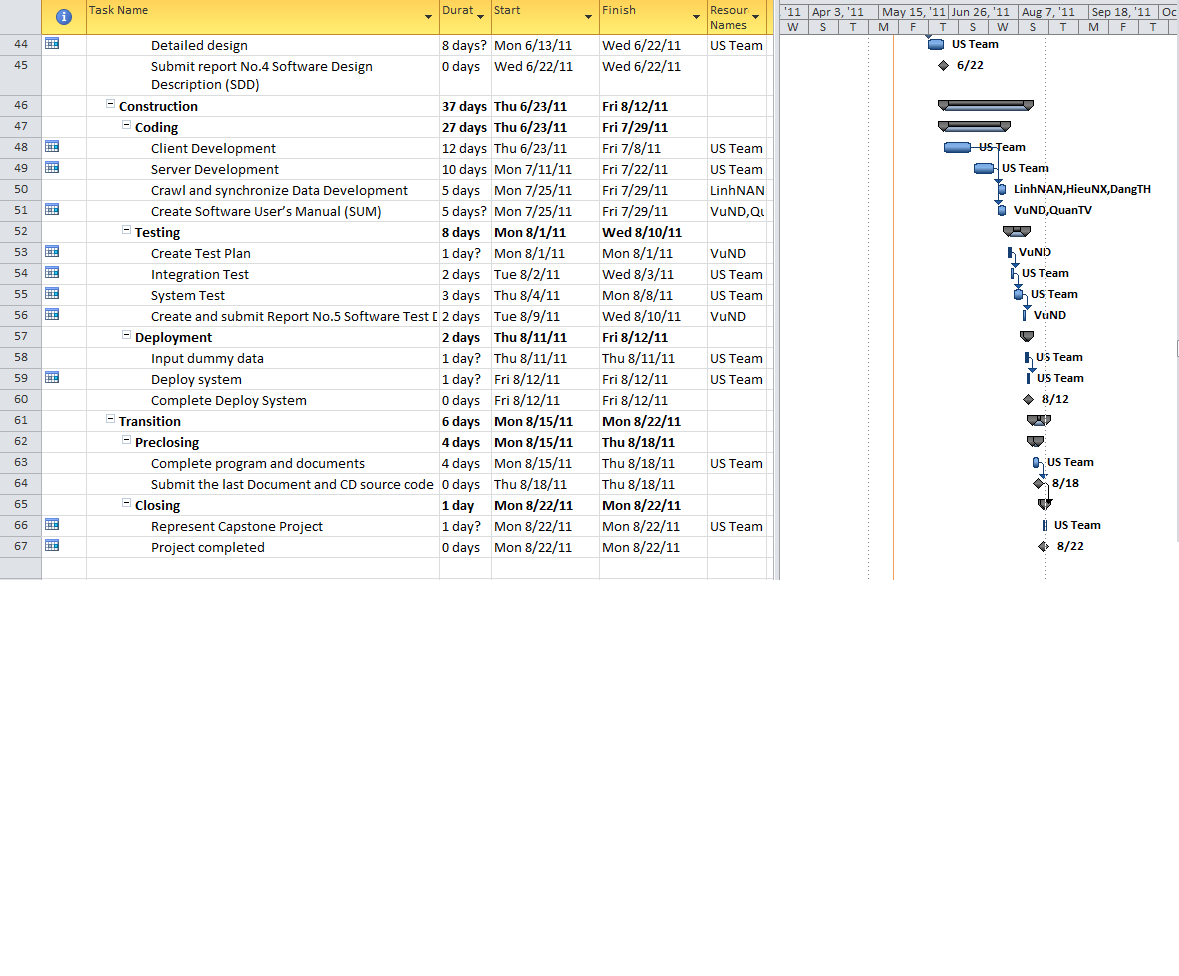 Task Name Durat Start Finish Resour Names
'11 Apr 3, '11 May 15, '11 Jun 26, '11 Aug 7, '11 Sep 18, '11 Oc
W S T M F T S W S T M F T
44 Detailed design 8 days? Mon 6/13/11 Wed 6/22/11 US Team US Team
45 Submit report No.4 Software Design 0 days Wed 6/22/11 Wed 6/22/11 6/22
Description (SDD)
46 Construction 37 days Thu 6/23/11 Fri 8/12/11
47 Coding 27 days Thu 6/23/11 Fri 7/29/11
48 Client Development 12 days Thu 6/23/11 Fri 7/8/11 US Team US Team
49 Server Development 10 days Mon 7/11/11 Fri 7/22/11 US Team US Team
50 Crawl and synchronize Data Development 5 days Mon 7/25/11 Fri 7/29/11 LinhNAN LinhNAN,HieuNX,DangTH
51 Create Software User’s Manual (SUM) 5 days? Mon 7/25/11 Fri 7/29/11 VuND,Qu VuND,QuanTV
52 Testing 8 days Mon 8/1/11 Wed 8/10/11
53 Create Test Plan 1 day? Mon 8/1/11 Mon 8/1/11 VuND VuND
54 Integration Test 2 days Tue 8/2/11 Wed 8/3/11 US Team US Team
55 System Test 3 days Thu 8/4/11 Mon 8/8/11 US Team US Team
56 Create and submit Report No.5 Software Test D 2 days Tue 8/9/11 Wed 8/10/11 VuND VuND
57 Deployment 2 days Thu 8/11/11 Fri 8/12/11
58 Input dummy data 1 day? Thu 8/11/11 Thu 8/11/11 US Team US Team
59 Deploy system 1 day? Fri 8/12/11 Fri 8/12/11 US Team US Team
60 Complete Deploy System 0 days Fri 8/12/11 Fri 8/12/11 8/12
61 Transition 6 days Mon 8/15/11 Mon 8/22/11
62 Preclosing 4 days Mon 8/15/11 Thu 8/18/11
63 Complete program and documents 4 days Mon 8/15/11 Thu 8/18/11 US Team US Team
64 Submit the last Document and CD source code 0 days Thu 8/18/11 Thu 8/18/11 8/18
65 Closing 1 day Mon 8/22/11 Mon 8/22/11
66 Represent Capstone Project 1 day? Mon 8/22/11 Mon 8/22/11 US Team US Team
67 Project completed 0 days Mon 8/22/11 Mon 8/22/11 8/22